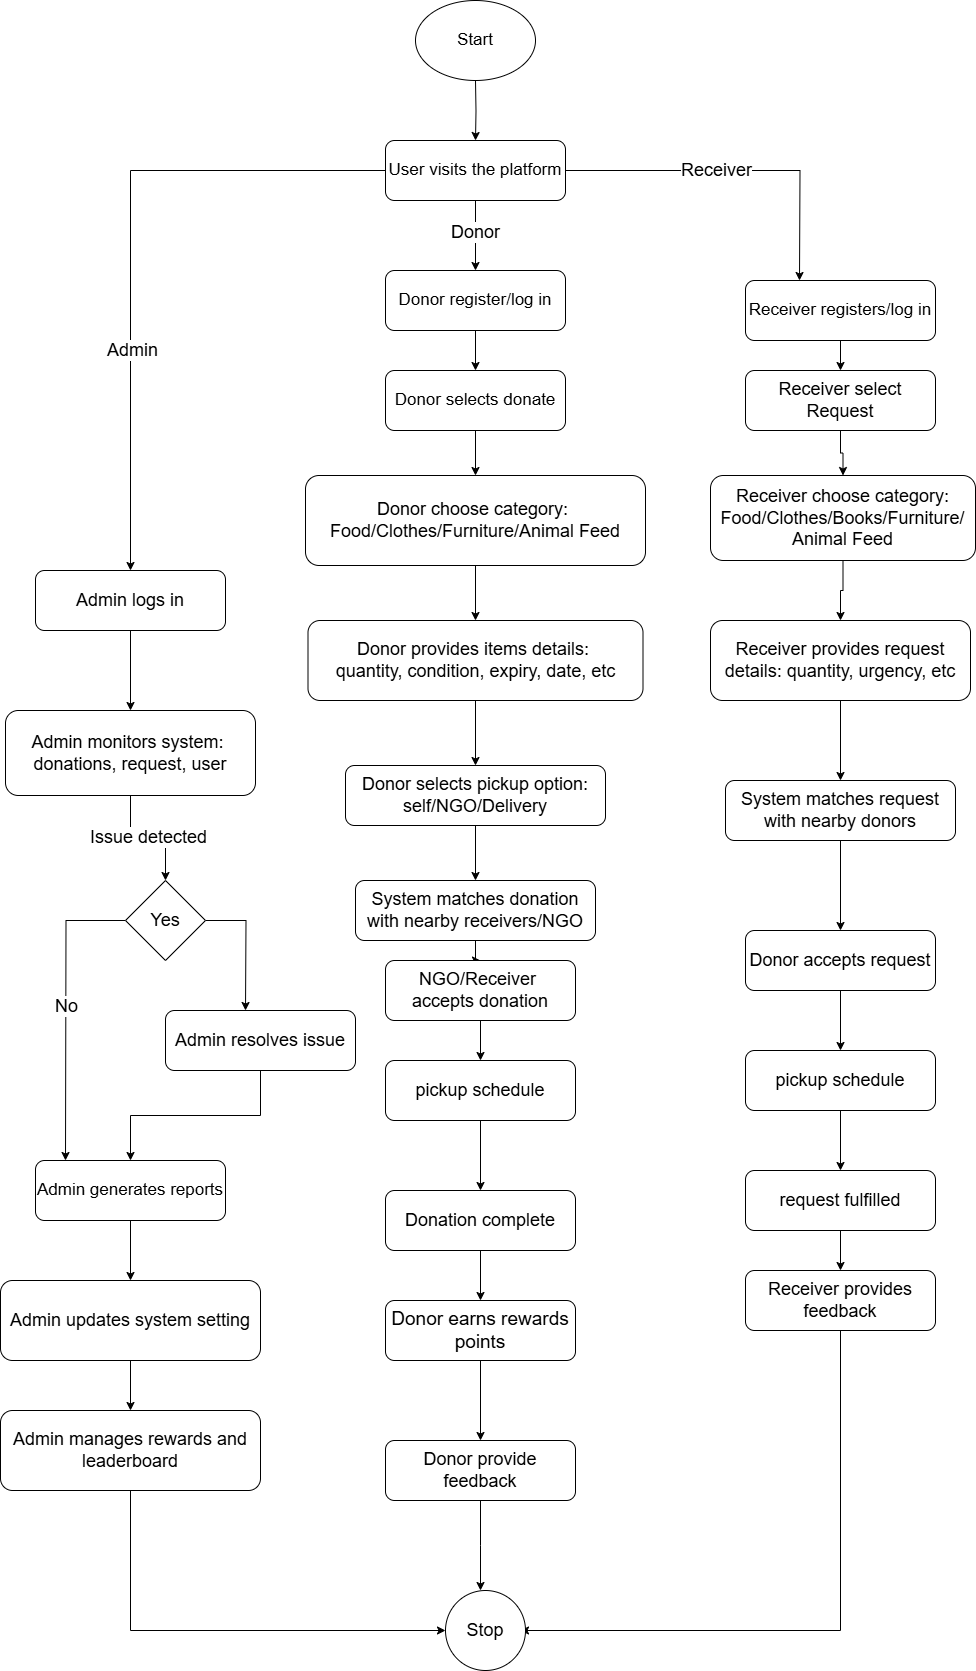 Start
User visits the platform
Receiver
Donor
Admin
Donor register/log in
Receiver registers/log in
Donor selects donate
Receiver select
Request
Donor choose category:
Food/Clothes/Furniture/Animal Feed
Receiver choose category:
Food/Clothes/Books/Furniture/
Animal Feed
Admin logs in
Donor provides items details:
quantity, condition, expiry, date, etc
Receiver provides request
details: quantity, urgency, etc
Admin monitors system:
donations, request, user
Donor selects pickup option:
self/NGO/Delivery
System matches request
with nearby donors
Issue detected
Yes
No
System matches donation
with nearby receivers/NGO
Donor accepts request
NGO/Receiver
accepts donation
Admin resolves issue
pickup schedule
pickup schedule
Admin generates reports
Donation complete
request fulfilled
Admin updates system setting
Donor earns rewards
points
Receiver provides
feedback
Admin manages rewards and
leaderboard
Donor provide
feedback
Stop